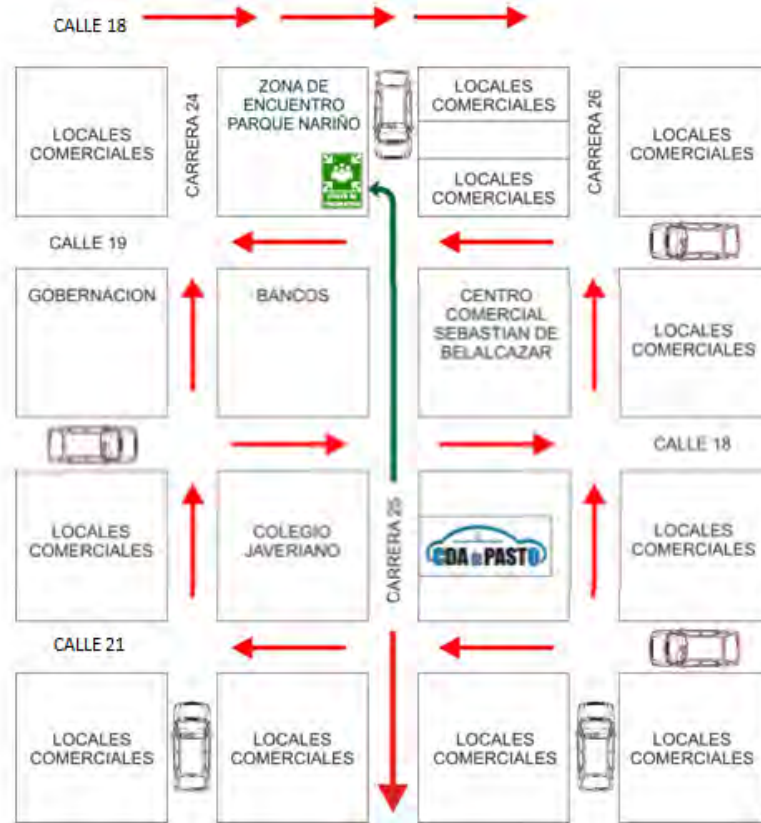 CALLE 18
LOCALES
COMERCIALES
CARRERA 24
ZONA DE
ENCUENTRO
PARQUE NARIÑO
LOCALES
COMERCIALES
LOCALES
COMERCIALES
CARRERA 26
LOCALES
COMERCIALES
CALLE 19
GOBERNACION
BANCOS
CENTRO
COMERCIAL
SEBASTIAN DE
BELALCAZAR
LOCALES
COMERCIALES
CALLE 18
LOCALES
COMERCIALES
COLEGIO
JAVERIANO
CARRERA 25
CDA de PASTO
LOCALES
COMERCIALES
CALLE 21
LOCALES
COMERCIALES
LOCALES
COMERCIALES
LOCALES
COMERCIALES
LOCALES
COMERCIALES